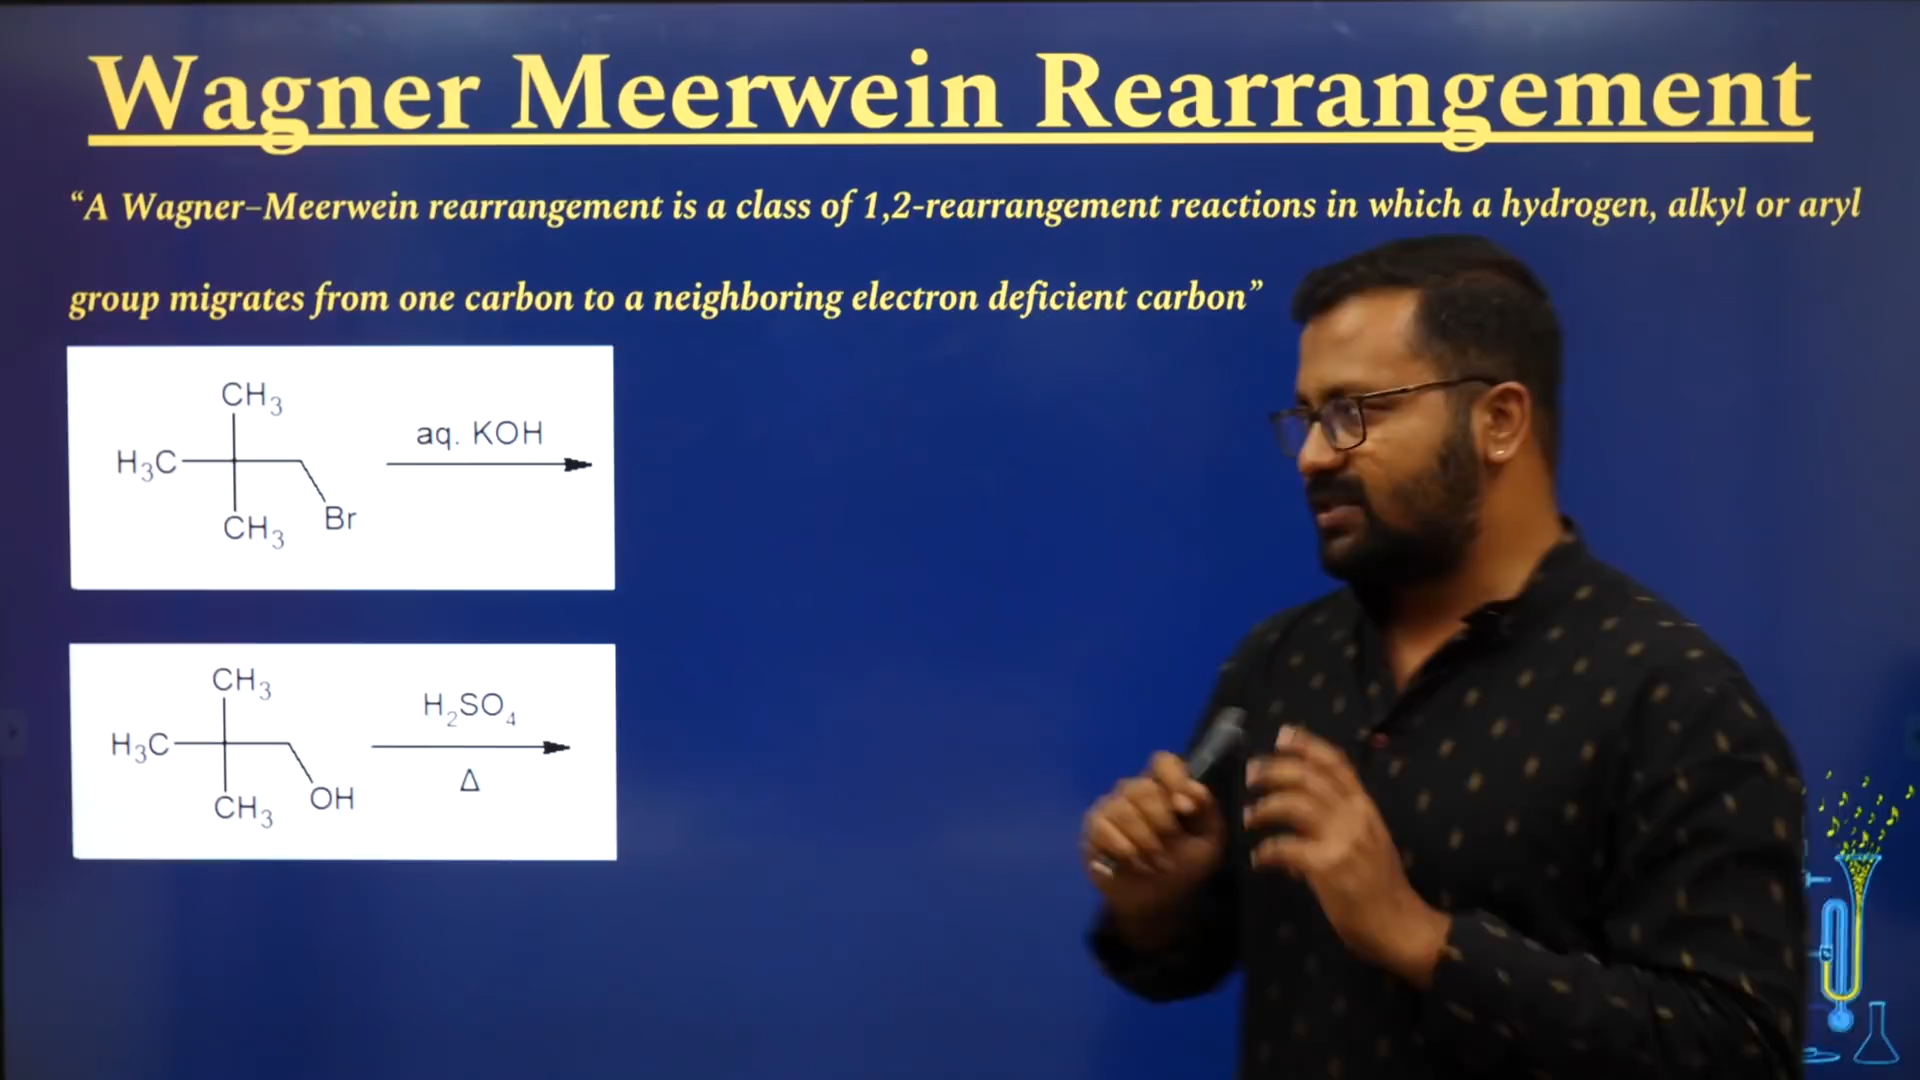 Wagner Meerwein Rearrangement
“A Wagner–Meerwein rearrangement is a class of 1,2-rearrangement reactions in which a hydrogen, alkyl or aryl
group migrates from one carbon to a neighboring electron deficient carbon”
CH3
H3C
CH3
Br
aq. KOH
CH3
H3C
CH3
OH
H2SO4
Δ